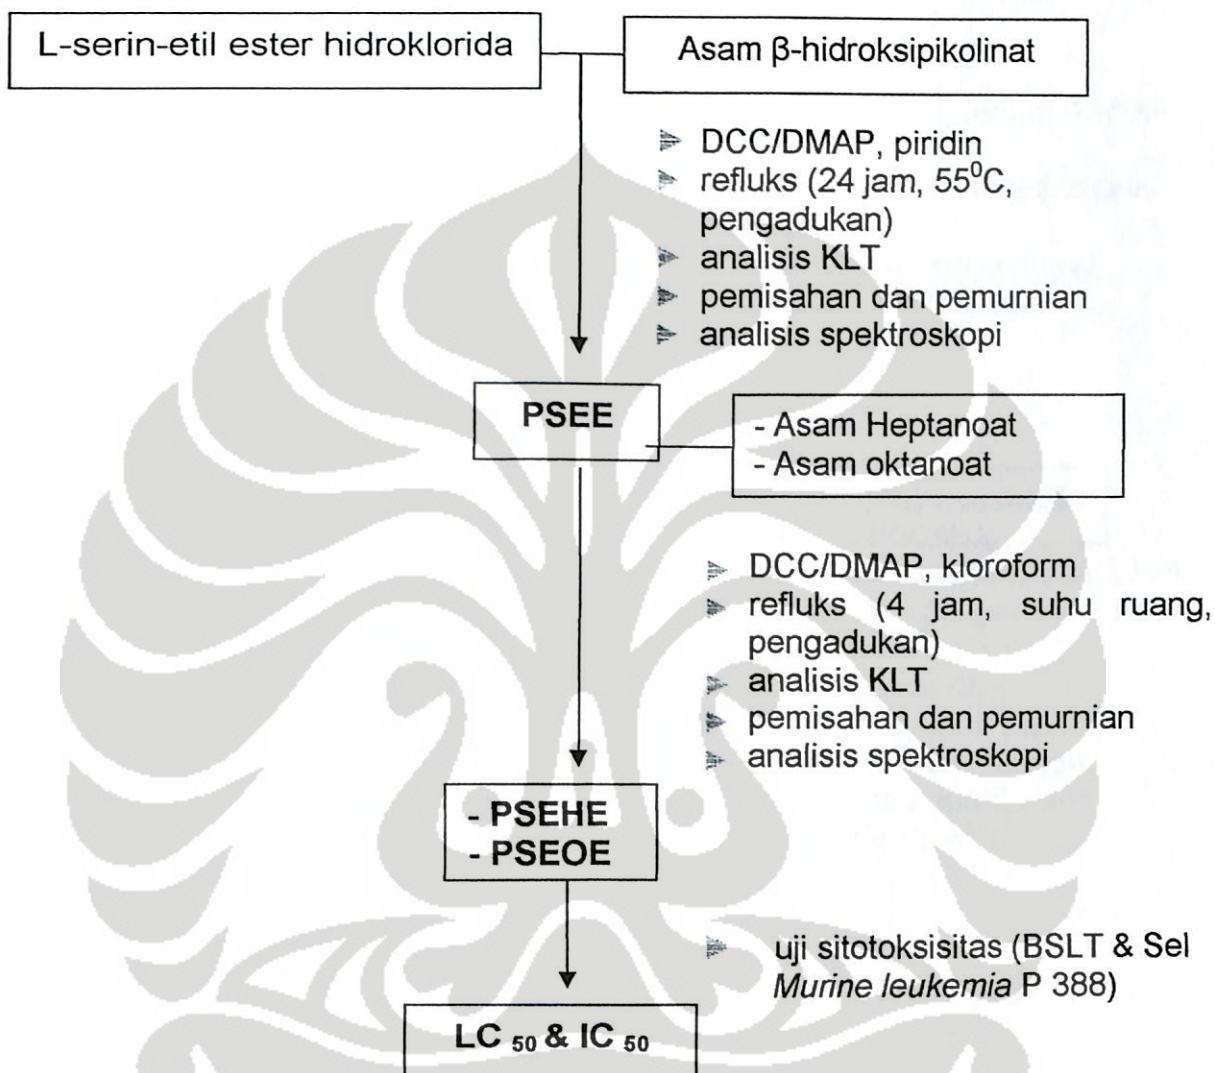 L-serin-etil ester hidroklorida
Asam β-hidroksipikolinat
DCC/DMAP, piridin
refluks (24 jam, 55⁰C,
pengadukan)
analisis KLT
pemisahan dan pemurnian
analisis spektroskopi
PSEE
- Asam Heptanoat
- Asam oktanoat
DCC/DMAP, kloroform
refluks (4 jam, suhu ruang,
pengadukan)
analisis KLT
pemisahan dan pemurnian
analisis spektroskopi
- PSEHE
- PSEOE
uji sitotoksisitas (BSLT & Sel
Murine leukemia P 388)
LC 50 & IC 50